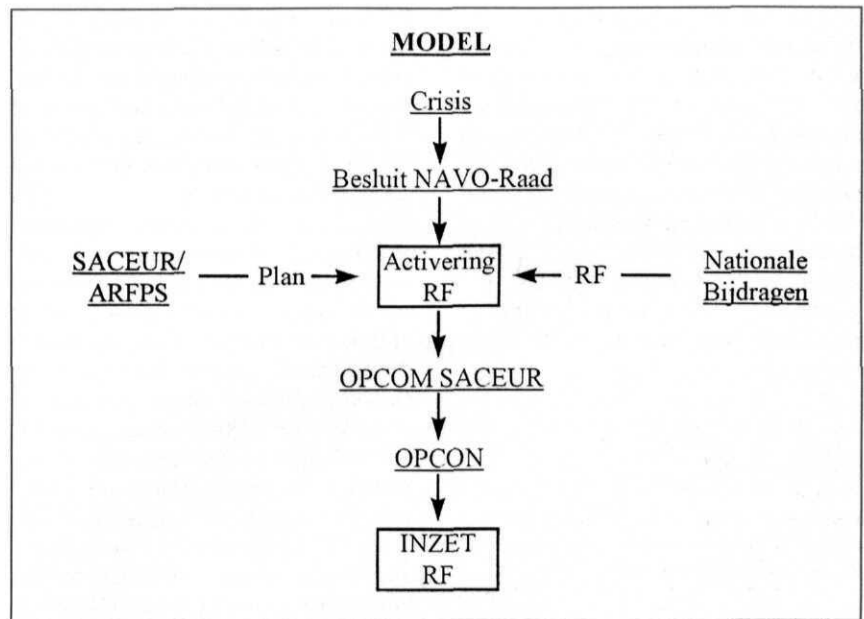 MODEL
Crisis
Besluit NAVO-Raad
SACEUR/
ARFPS
Plan
Activering
RF
RF
Nationale
Bijdragen
OPCOM SACEUR
OPCON
INZET
RF